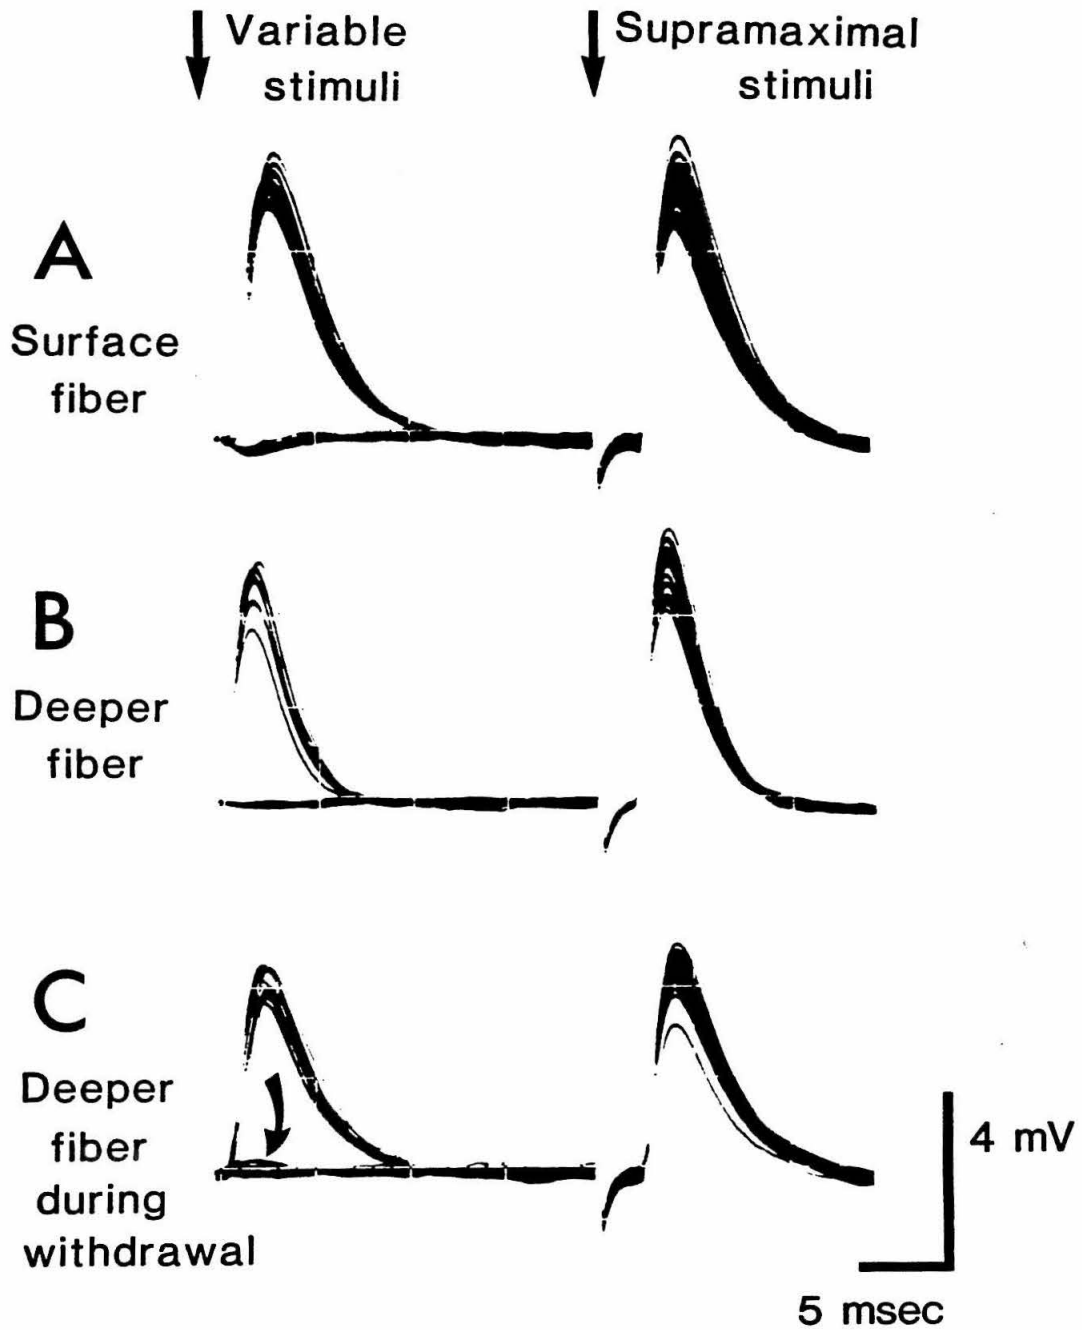 Variable
stimuli
Supramaximal
stimuli
A
Surface
fiber
B
Deeper
fiber
C
Deeper
fiber
during
withdrawal
4 mV
5 msec